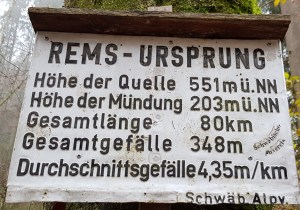 REMS-URSPRUNG
Höhe der Quelle 551mü.NN
Höhe der Mündung 203mü.NN
Gesamtlänge 80km
Gesamtgefälle 348m
Durchschnittsgefälle 4,35m/km
Schwäb. Alpv.